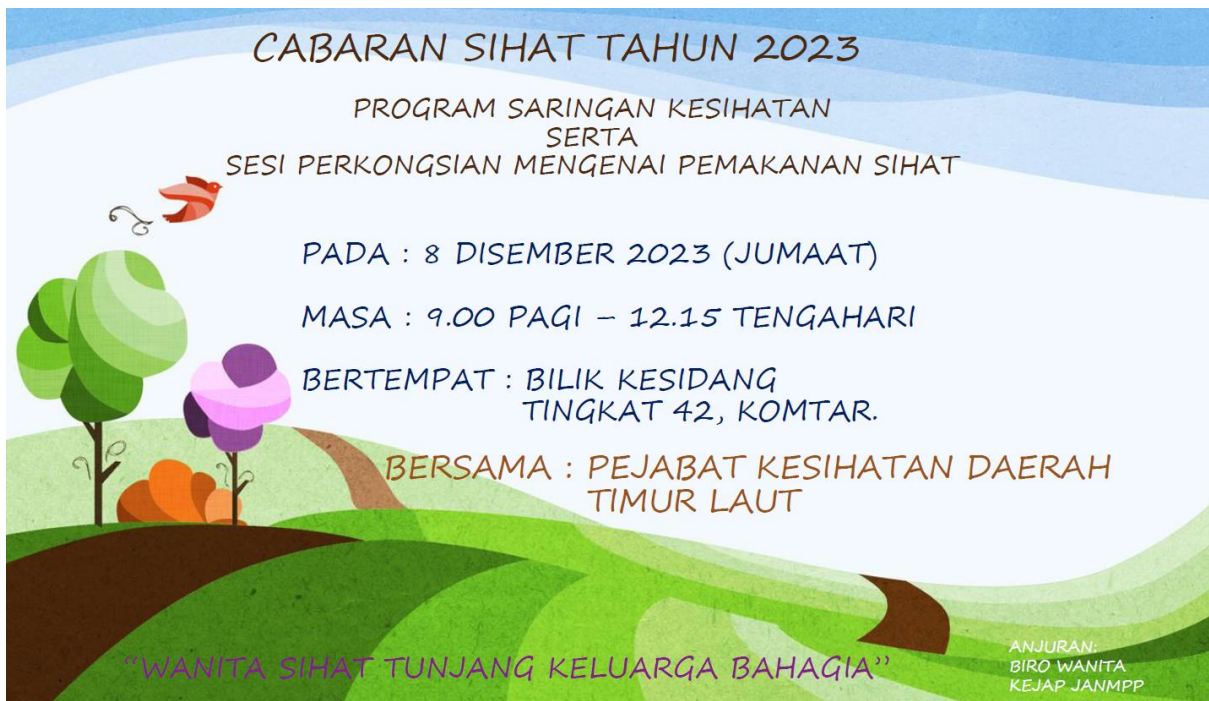 CABARAN SIHAT TAHUN 2023
PROGRAM SARINGAN KESIHATAN
SERTA
SESI PERKONGSIAN MENGENAI PEMAKANAN SIHAT
PADA : 8 DISEMBER 2023 (JUMAAT)
MASA : 9.00 PAGI – 12.15 TENGAHARI
BERTEMPAT : BILIK KESIDANG
TINGKAT 42, KOMTAR.
BERSAMA : PEJABAT KESIHATAN DAERAH
TIMUR LAUT
“WANITA SIHAT TUNJANG KELUARGA BAHAGIA”
ANJURAN:
BIRO WANITA
KEJAP JANMPP